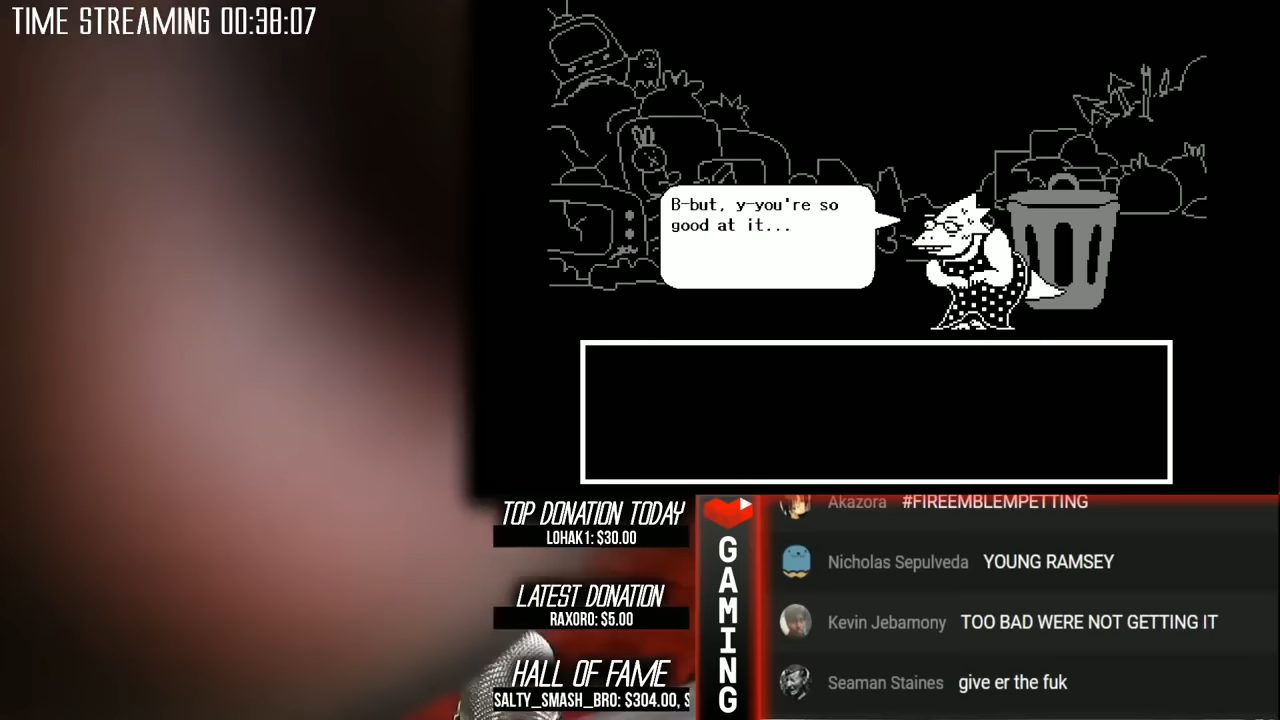 TIME STREAMING 00:38:07
B-but, y-you're so
good at it...
TOP DONATION TODAY
LOHAK1: $30.00
LATEST DONATION
RAXORO: $5.00
HALL OF FAME
SALTY_SMASH_BRO: $304.00, $
GAMING
Akazora #FIREEMBLEMPETTING
Nicholas Sepulveda YOUNG RAMSEY
Kevin Jebamony TOO BAD WERE NOT GETTING IT
Seaman Staines give er the fuk